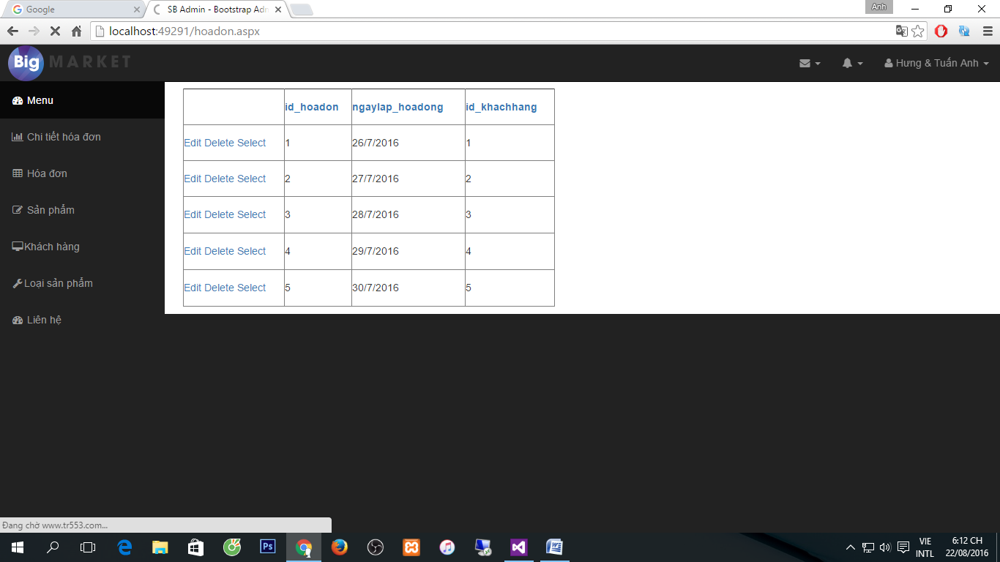 Google
SB Admin - Bootstrap Adm
Anh
localhost:49291/hoadon.aspx
Big MARKET
Hưng & Tuấn Anh
Menu
Chi tiết hóa đơn
Hóa đơn
Sản phẩm
Khách hàng
Loại sản phẩm
Liên hệ
id_hoadon ngaylap_hoadong id_khachhang
Edit Delete Select 1 26/7/2016 1
Edit Delete Select 2 27/7/2016 2
Edit Delete Select 3 28/7/2016 3
Edit Delete Select 4 29/7/2016 4
Edit Delete Select 5 30/7/2016 5
Đang chờ www.tr553.com...
Ps
VIE
INTL
6:12 CH
22/08/2016